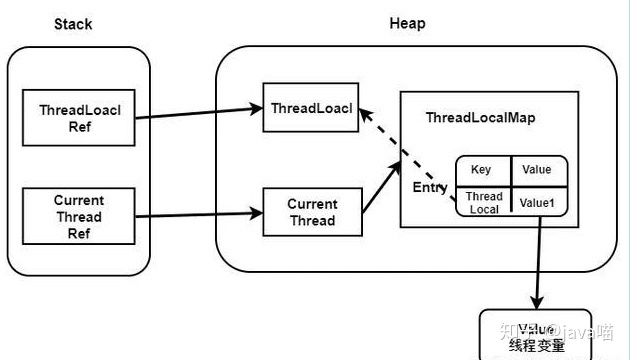 Stack
Heap
ThreadLoacl
Ref
ThreadLoacl
ThreadLocalMap
Key
Value
Entry
Thread
Local
Value1
Current
Thread
Ref
Current
Thread
Value
线程变量
知乎 @java喵